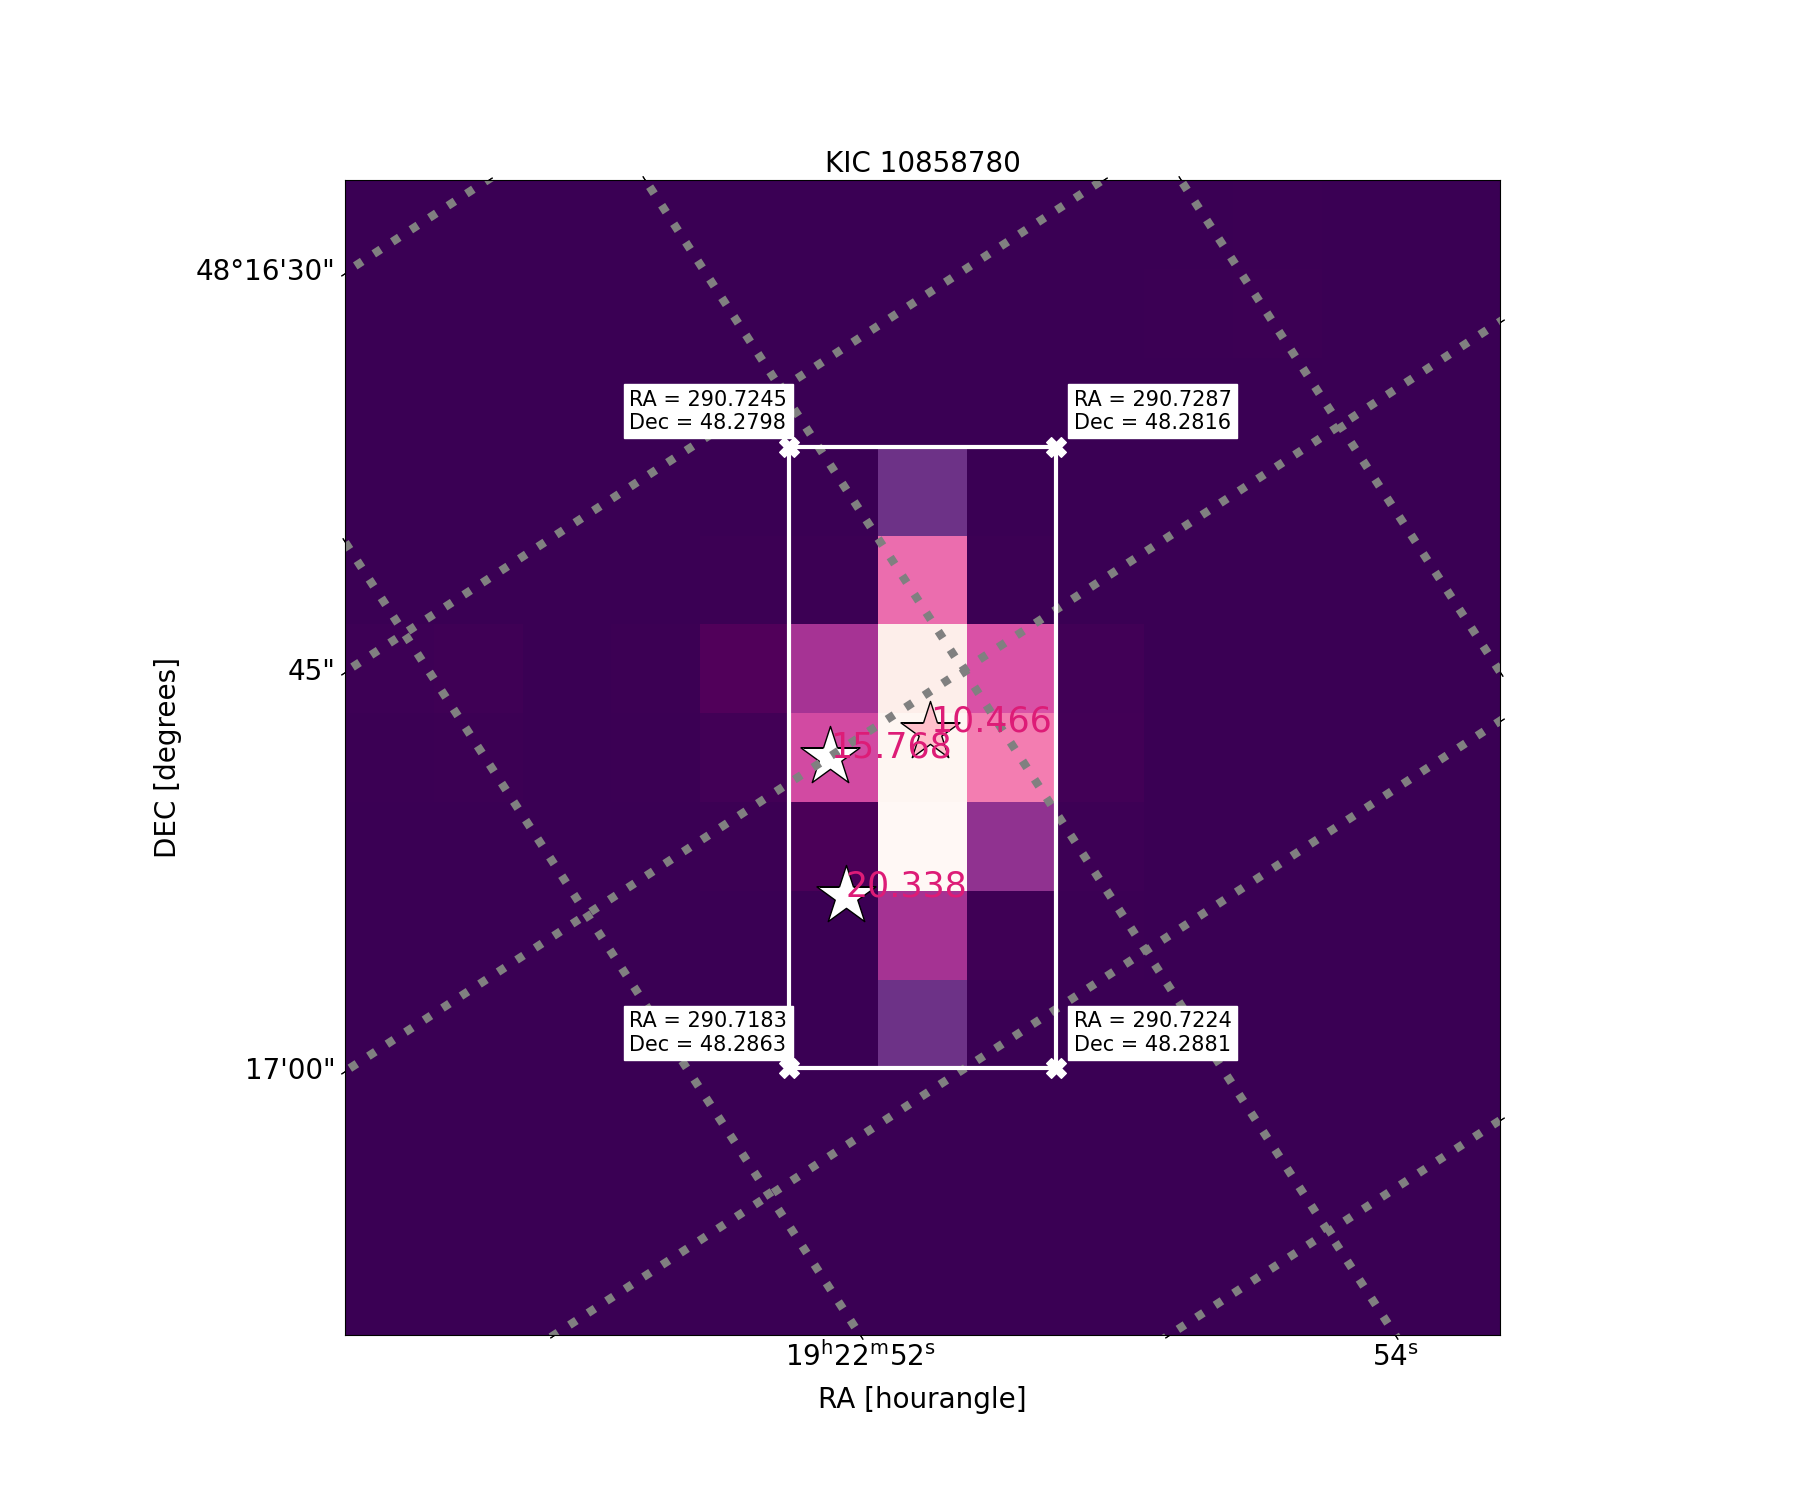 KIC 10858780
48°16'30"
RA = 290.7245
Dec = 48.2798
RA = 290.7287
Dec = 48.2816
45"
10.466
15.768
DEC [degrees]
20.338
RA = 290.7183
Dec = 48.2863
RA = 290.7224
Dec = 48.2881
17'00"
19ʰ22ᵐ52ˢ
54ˢ
RA [hourangle]